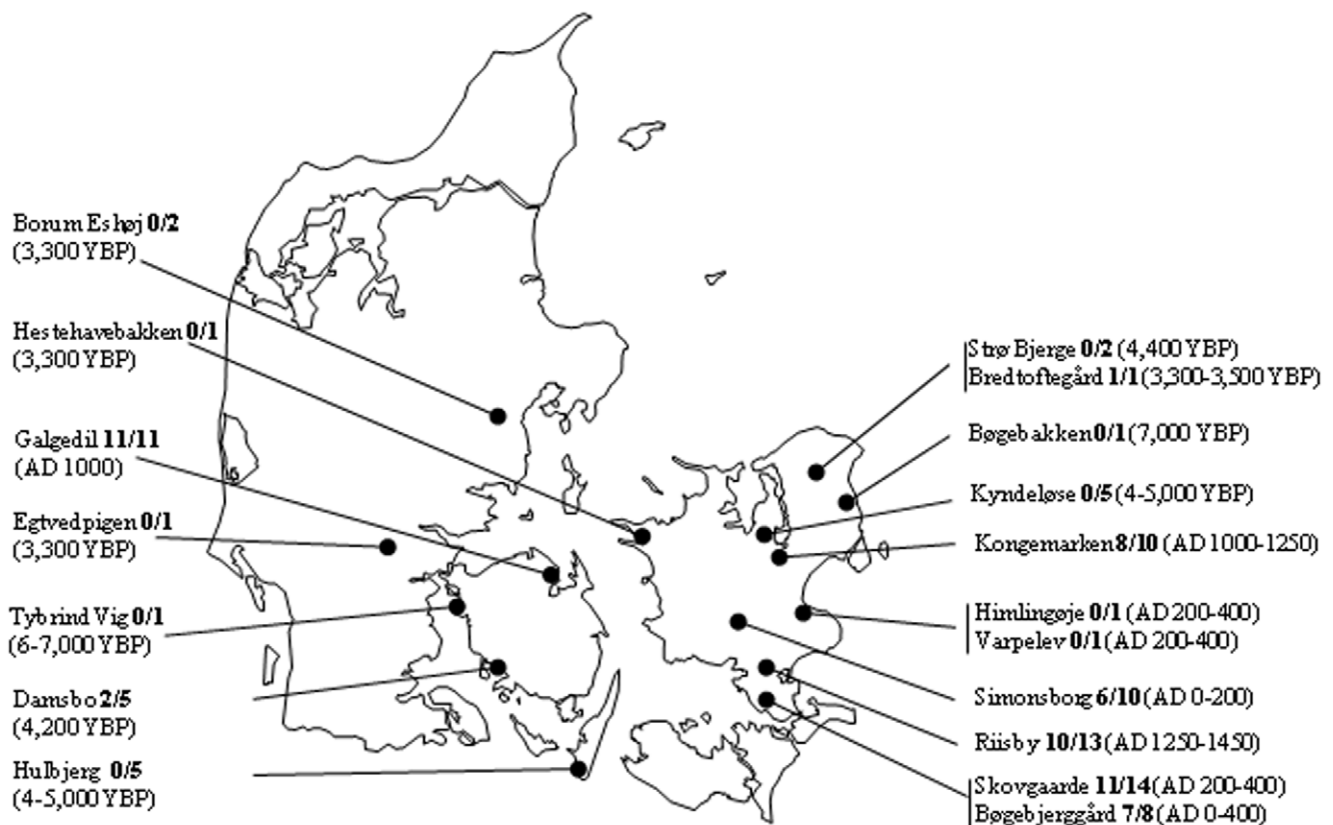 Borum Eshøj 0/2
(3,300 YBP)
Hestehavebakken 0/1
(3,300 YBP)
Galgedil 11/11
(AD 1000)
Egtvedpigen 0/1
(3,300 YBP)
Tybrind Vig 0/1
(6-7,000 YBP)
Damsbo 2/5
(4,200 YBP)
Hulbjerg 0/5
(4-5,000 YBP)
Strø Bjerge 0/2 (4,400 YBP)
Bredtoftegård 1/1 (3,300-3,500 YBP)
Bøgebakken 0/1 (7,000 YBP)
Kyndeløse 0/5 (4-5,000 YBP)
Kongemarken 8/10 (AD 1000-1250)
Himlingøje 0/1 (AD 200-400)
Varpelev 0/1 (AD 200-400)
Simonsborg 6/10 (AD 0-200)
Riisby 10/13 (AD 1250-1450)
Skovgaarde 11/14 (AD 200-400)
Bøgebjerggård 7/8 (AD 0-400)